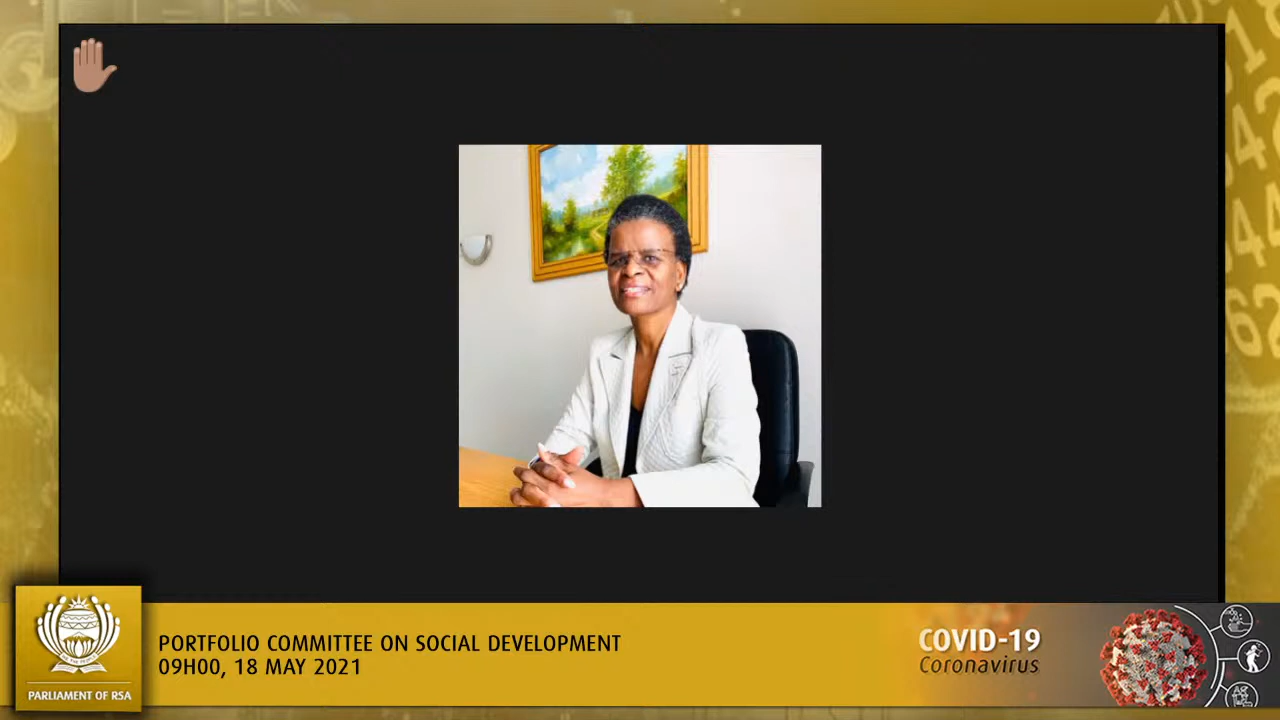 PORTFOLIO COMMITTEE ON SOCIAL DEVELOPMENT
09H00, 18 MAY 2021
COVID-19
Coronavirus
PARLIAMENT OF RSA